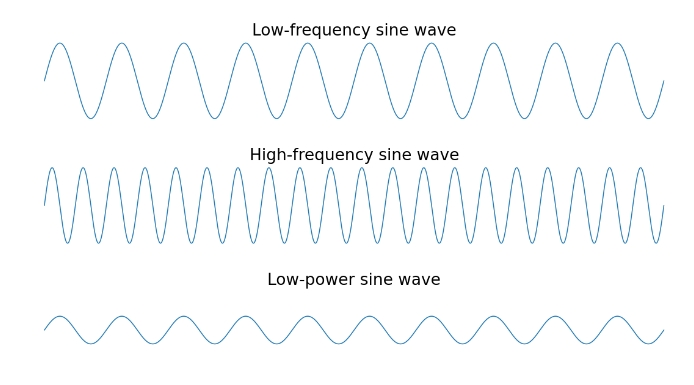 Low-frequency sine wave
High-frequency sine wave
Low-power sine wave